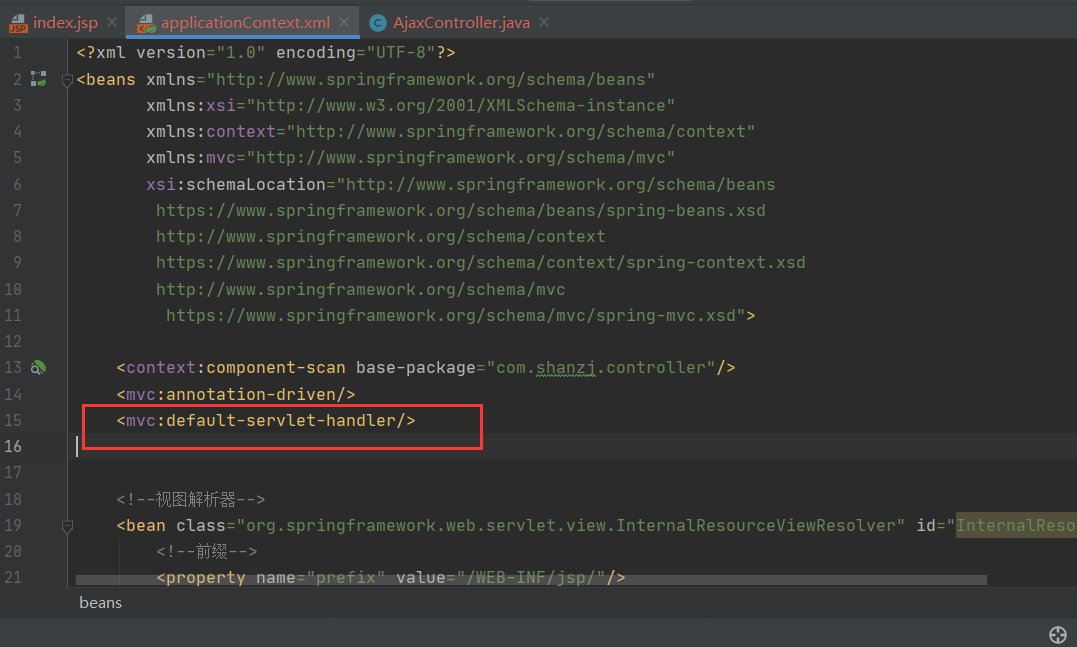 index.jsp
applicationContext.xml
AjaxController.java
1 <?xml version="1.0" encoding="UTF-8"?>
2 <beans xmlns="http://www.springframework.org/schema/beans"
3 xmlns:xsi="http://www.w3.org/2001/XMLSchema-instance"
4 xmlns:context="http://www.springframework.org/schema/context"
5 xmlns:mvc="http://www.springframework.org/schema/mvc"
6 xsi:schemaLocation="http://www.springframework.org/schema/beans
7 https://www.springframework.org/schema/beans/spring-beans.xsd
8 http://www.springframework.org/schema/context
9 https://www.springframework.org/schema/context/spring-context.xsd
10 http://www.springframework.org/schema/mvc
11 https://www.springframework.org/schema/mvc/spring-mvc.xsd">
12
13 <context:component-scan base-package="com.shanzj.controller"/>
14 <mvc:annotation-driven/>
15 <mvc:default-servlet-handler/>
16
17
18 <!--视图解析器-->
19 <bean class="org.springframework.web.servlet.view.InternalResourceViewResolver" id="InternalReso
20 <!--前缀-->
21 <property name="prefix" value="/WEB-INF/jsp/"/>
beans